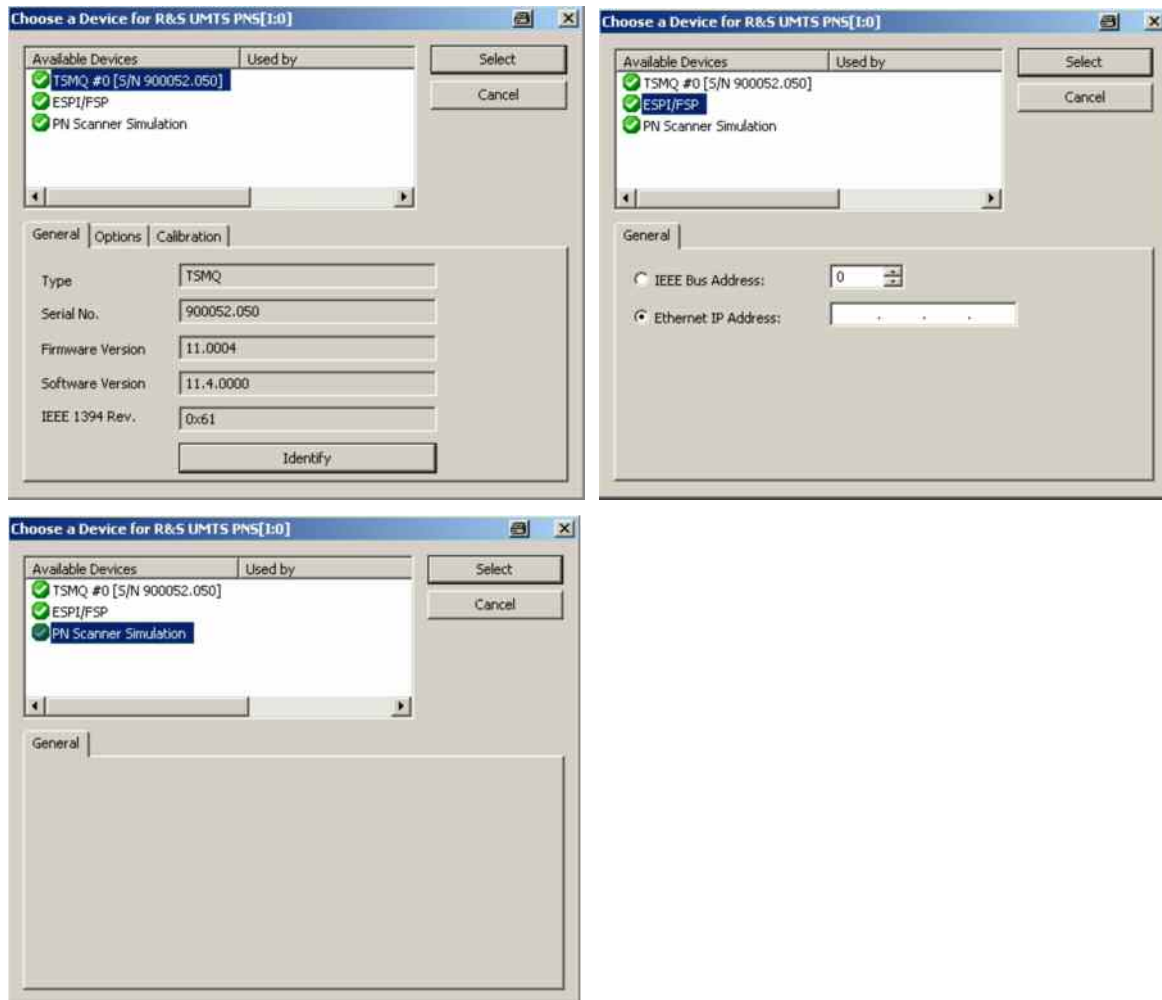 Choose a Device for R&S UMTS PNS[I:0]
Available Devices Used by
TSMQ #0 [S/N 900052.050]
ESPI/FSP
PN Scanner Simulation
Select
Cancel
General Options Calibration
Type TSMQ
Serial No. 900052.050
Firmware Version 11.0004
Software Version 11.4.0000
IEEE 1394 Rev. 0x61
Identify
Choose a Device for R&S UMTS PNS[I:0]
Available Devices Used by
TSMQ #0 [S/N 900052.050]
ESPI/FSP
PN Scanner Simulation
Select
Cancel
General
IEEE Bus Address: 0
Ethernet IP Address: . . .
Choose a Device for R&S UMTS PNS[I:0]
Available Devices Used by
TSMQ #0 [S/N 900052.050]
ESPI/FSP
PN Scanner Simulation
Select
Cancel
General